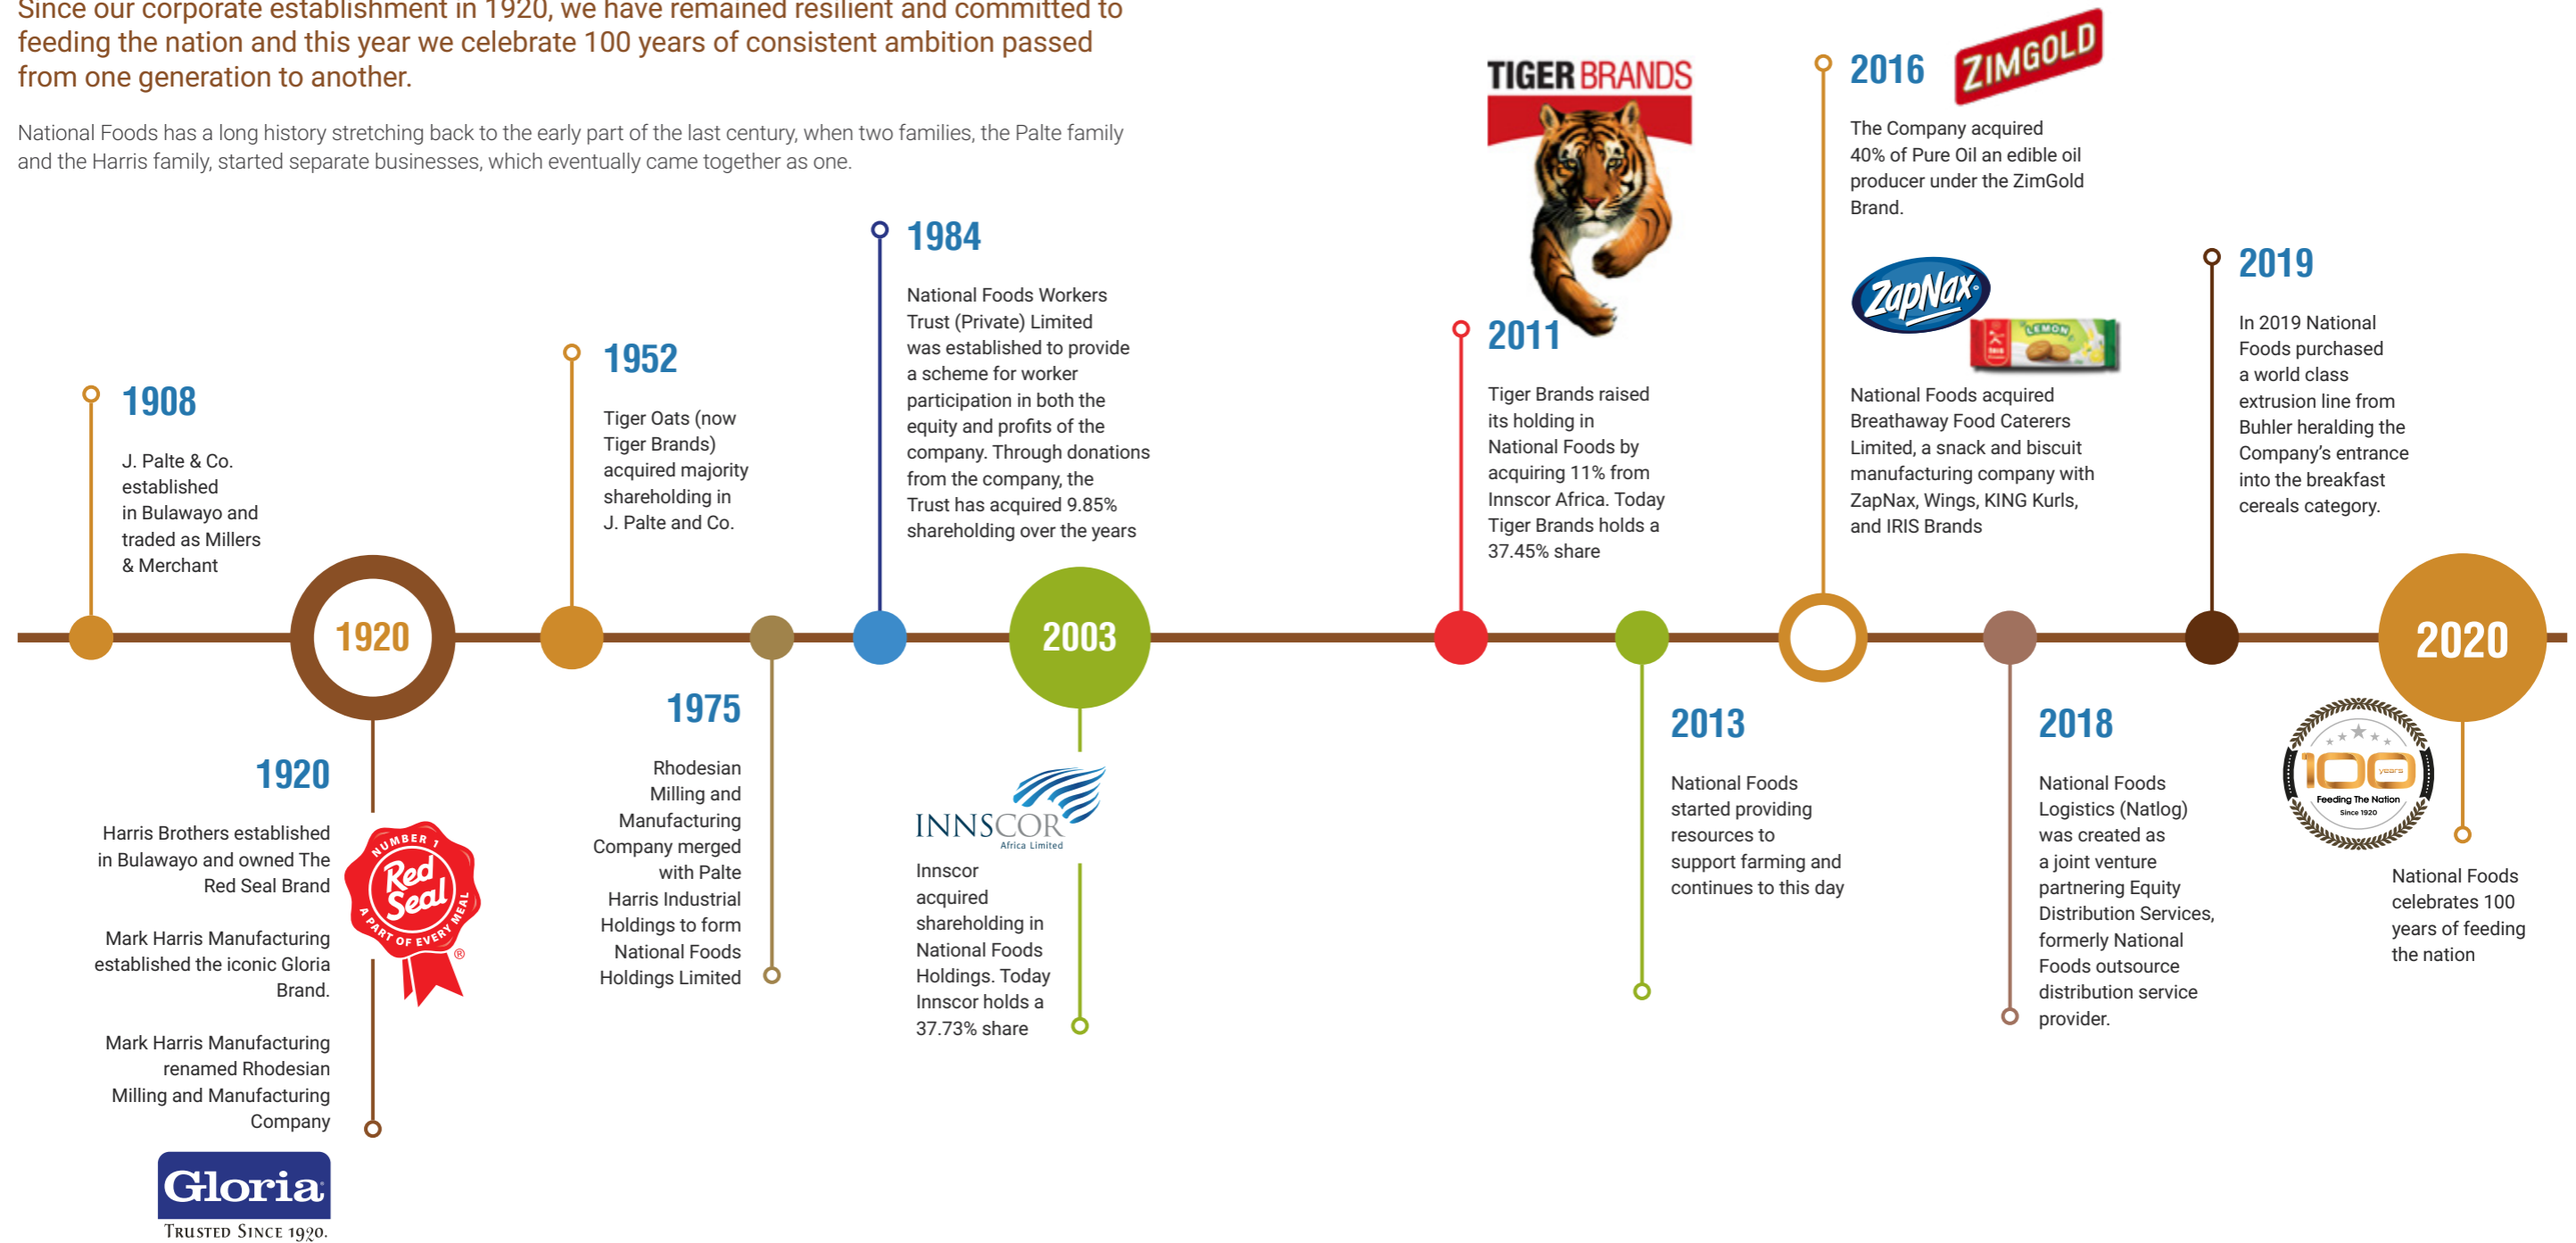 Since our corporate establishment in 1920, we have remained resilient and committed to
feeding the nation and this year we celebrate 100 years of consistent ambition passed
from one generation to another.
National Foods has a long history stretching back to the early part of the last century, when two families, the Palte family
and the Harris family, started separate businesses, which eventually came together as one.
1908
J. Palte & Co.
established
in Bulawayo and
traded as Millers
& Merchant
1920
1920
Harris Brothers established
in Bulawayo and owned The
Red Seal Brand
Mark Harris Manufacturing
established the iconic Gloria
Brand.
Mark Harris Manufacturing
renamed Rhodesian
Milling and Manufacturing
Company
NUMBER 1
Red
Seal
A PART OF EVERY MEAL
®
Gloria
TRUSTED SINCE 1920.
1952
Tiger Oats (now
Tiger Brands)
acquired majority
shareholding in
J. Palte and Co.
1975
Rhodesian
Milling and
Manufacturing
Company merged
with Palte
Harris Industrial
Holdings to form
National Foods
Holdings Limited
1984
National Foods Workers
Trust (Private) Limited
was established to provide
a scheme for worker
participation in both the
equity and profits of the
company. Through donations
from the company, the
Trust has acquired 9.85%
shareholding over the years
2003
INNSCOR
Africa Limited
Innscor
acquired
shareholding in
National Foods
Holdings. Today
Innscor holds a
37.73% share
TIGER BRANDS
2011
Tiger Brands raised
its holding in
National Foods by
acquiring 11% from
Innscor Africa. Today
Tiger Brands holds a
37.45% share
2013
National Foods
started providing
resources to
support farming and
continues to this day
2016
ZIMGOLD
The Company acquired
40% of Pure Oil an edible oil
producer under the ZimGold
Brand.
ZapNax
LEMON
National Foods acquired
Breathaway Food Caterers
Limited, a snack and biscuit
manufacturing company with
ZapNax, Wings, KING Kurls,
and IRIS Brands
2018
National Foods
Logistics (Natlog)
was created as
a joint venture
partnering Equity
Distribution Services,
formerly National
Foods outsource
distribution service
provider.
2019
In 2019 National
Foods purchased
a world class
extrusion line from
Buhler heralding the
Company's entrance
into the breakfast
cereals category.
2020
100
years
Feeding The Nation
Since 1920
National Foods
celebrates 100
years of feeding
the nation